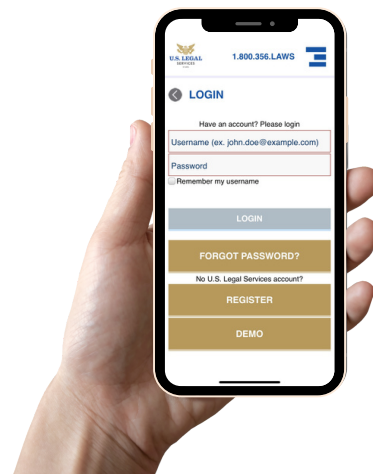 U.S. LEGAL
SERVICES
1.800.356.LAWS
LOGIN
Have an account? Please login
Username (ex. john.doe@example.com)
Password
Remember my username
LOGIN
FORGOT PASSWORD?
No U.S. Legal Services account?
REGISTER
DEMO